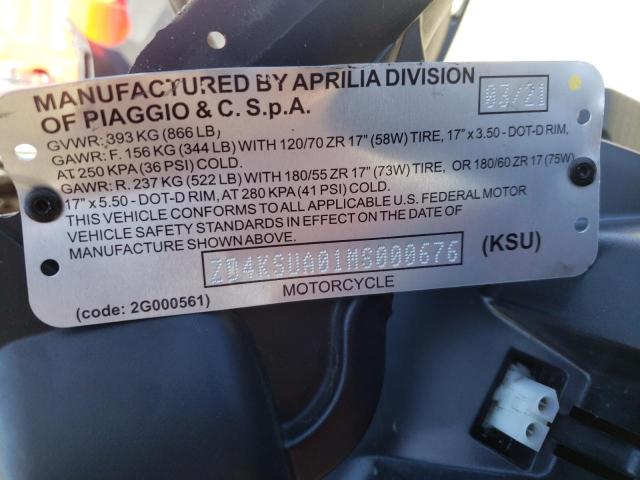 MANUFACTURED BY APRILIA DIVISION
OF PIAGGIO & C. S.p.A.
03/21
GVWR: 393 KG (866 LB)
GAWR: F. 156 KG (344 LB) WITH 120/70 ZR 17" (58W) TIRE, 17" x 3.50 - DOT-D RIM,
AT 250 KPA (36 PSI) COLD.
GAWR: R. 237 KG (522 LB) WITH 180/55 ZR 17" (73W) TIRE, OR 180/60 ZR 17 (75W)
17" x 5.50 - DOT-D RIM, AT 280 KPA (41 PSI) COLD.
THIS VEHICLE CONFORMS TO ALL APPLICABLE U.S. FEDERAL MOTOR
VEHICLE SAFETY STANDARDS IN EFFECT ON THE DATE OF
MANUFACTURE SHOWN ABOVE.
ZD4KSUA01MS000676
(KSU)
(code: 2G000561)
MOTORCYCLE